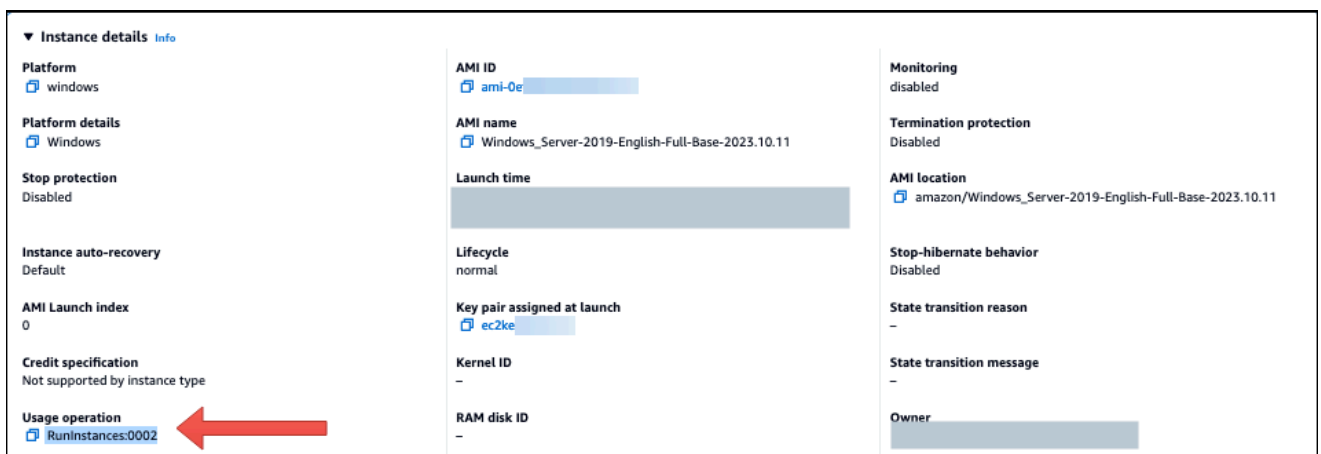 ▼ Instance details Info
Platform
windows
Platform details
Windows
Stop protection
Disabled
Instance auto-recovery
Default
AMI Launch index
0
Credit specification
Not supported by instance type
Usage operation
RunInstances:0002
AMI ID
ami-0e
AMI name
Windows_Server-2019-English-Full-Base-2023.10.11
Launch time
Lifecycle
normal
Key pair assigned at launch
ec2ke
Kernel ID
–
RAM disk ID
–
Monitoring
disabled
Termination protection
Disabled
AMI location
amazon/Windows_Server-2019-English-Full-Base-2023.10.11
Stop-hibernate behavior
Disabled
State transition reason
–
State transition message
–
Owner